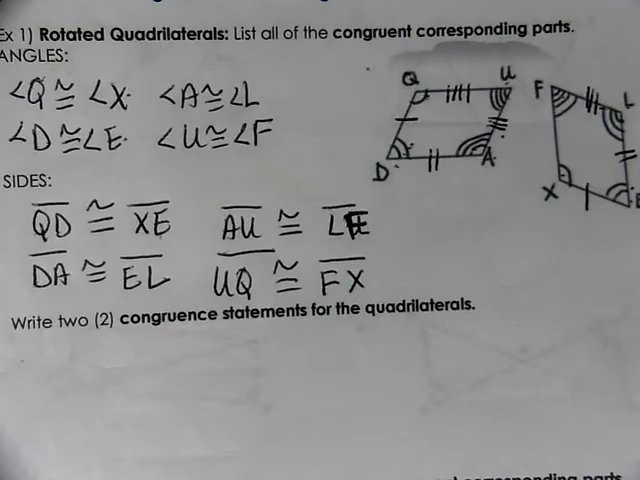 Ex 1) Rotated Quadrilaterals: List all of the congruent corresponding parts.
ANGLES:
∠Q ≅ ∠X ∠A ≅ ∠L
∠D ≅ ∠E ∠U ≅ ∠F
SIDES:
QD ≅ XE AU ≅ LF
DA ≅ EL UQ ≅ FX
Write two (2) congruence statements for the quadrilaterals.
Q U
D A
F L
X E